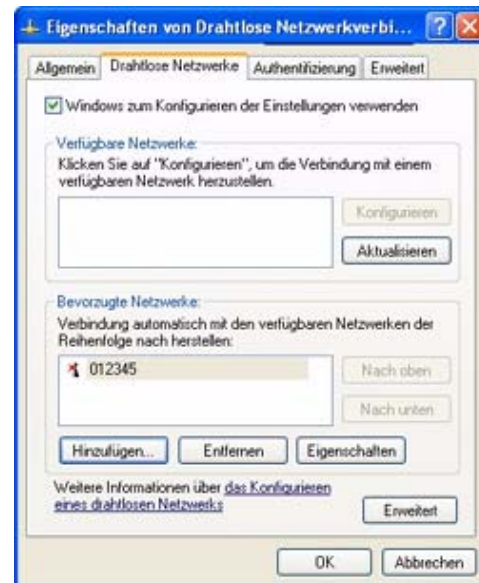 Eigenschaften von Drahtlose Netzwerkverbi...
Allgemein Drahtlose Netzwerke Authentifizierung Erweitert
Windows zum Konfigurieren der Einstellungen verwenden
Verfügbare Netzwerke:
Klicken Sie auf "Konfigurieren", um die Verbindung mit einem
verfügbaren Netzwerk herzustellen.
Konfigurieren
Aktualisieren
Bevorzugte Netzwerke:
Verbindung automatisch mit den verfügbaren Netzwerken der
Reihenfolge nach herstellen:
012345
Nach oben
Nach unten
Hinzufügen... Entfernen Eigenschaften
Weitere Informationen über das Konfigurieren
eines drahtlosen Netzwerks
Erweitert
OK Abbrechen